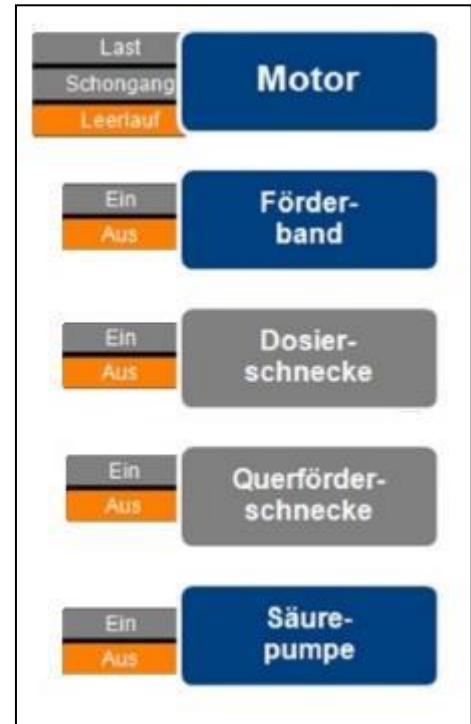 Last
Schongang
Leerlauf
Motor
Ein
Aus
Förder-
band
Ein
Aus
Dosier-
schnecke
Ein
Aus
Querförder-
schnecke
Ein
Aus
Säure-
pumpe